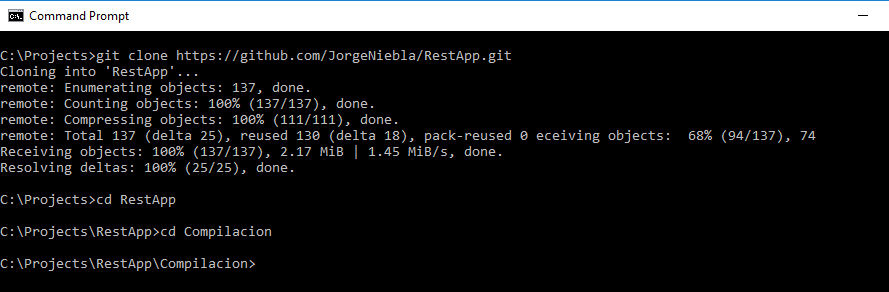 Command Prompt
C:\Projects>git clone https://github.com/JorgeNiebla/RestApp.git
Cloning into 'RestApp'...
remote: Enumerating objects: 137, done.
remote: Counting objects: 100% (137/137), done.
remote: Compressing objects: 100% (111/111), done.
remote: Total 137 (delta 25), reused 130 (delta 18), pack-reused 0 eceiving objects:  68% (94/137), 74
Receiving objects: 100% (137/137), 2.17 MiB | 1.45 MiB/s, done.
Resolving deltas: 100% (25/25), done.
C:\Projects>cd RestApp
C:\Projects\RestApp>cd Compilacion
C:\Projects\RestApp\Compilacion>